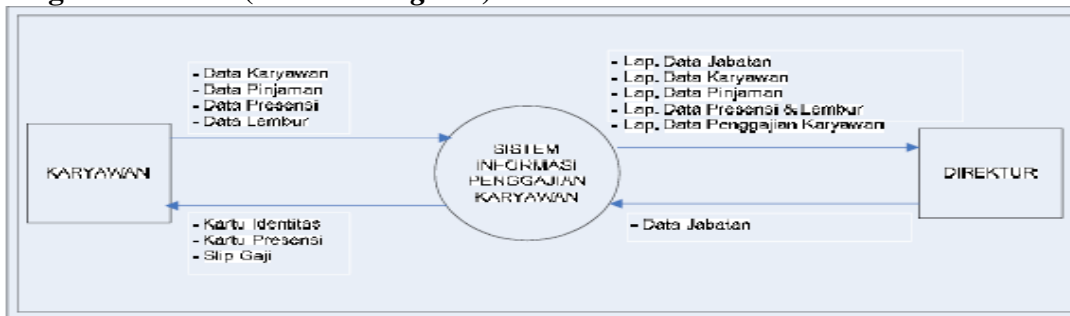 - Data Karyawan
- Data Pinjaman
- Data Presensi
- Data Lembur
- Lap. Data Jabatan
- Lap. Data Karyawan
- Lap. Data Pinjaman
- Lap. Data Presensi & Lembur
- Lap. Data Penggajian Karyawan
KARYAWAN
SISTEM
INFORMASI
PENGGAJIAN
KARYAWAN
DIREKTUR
- Kartu Identitas
- Kartu Presensi
- Slip Gaji
- Data Jabatan